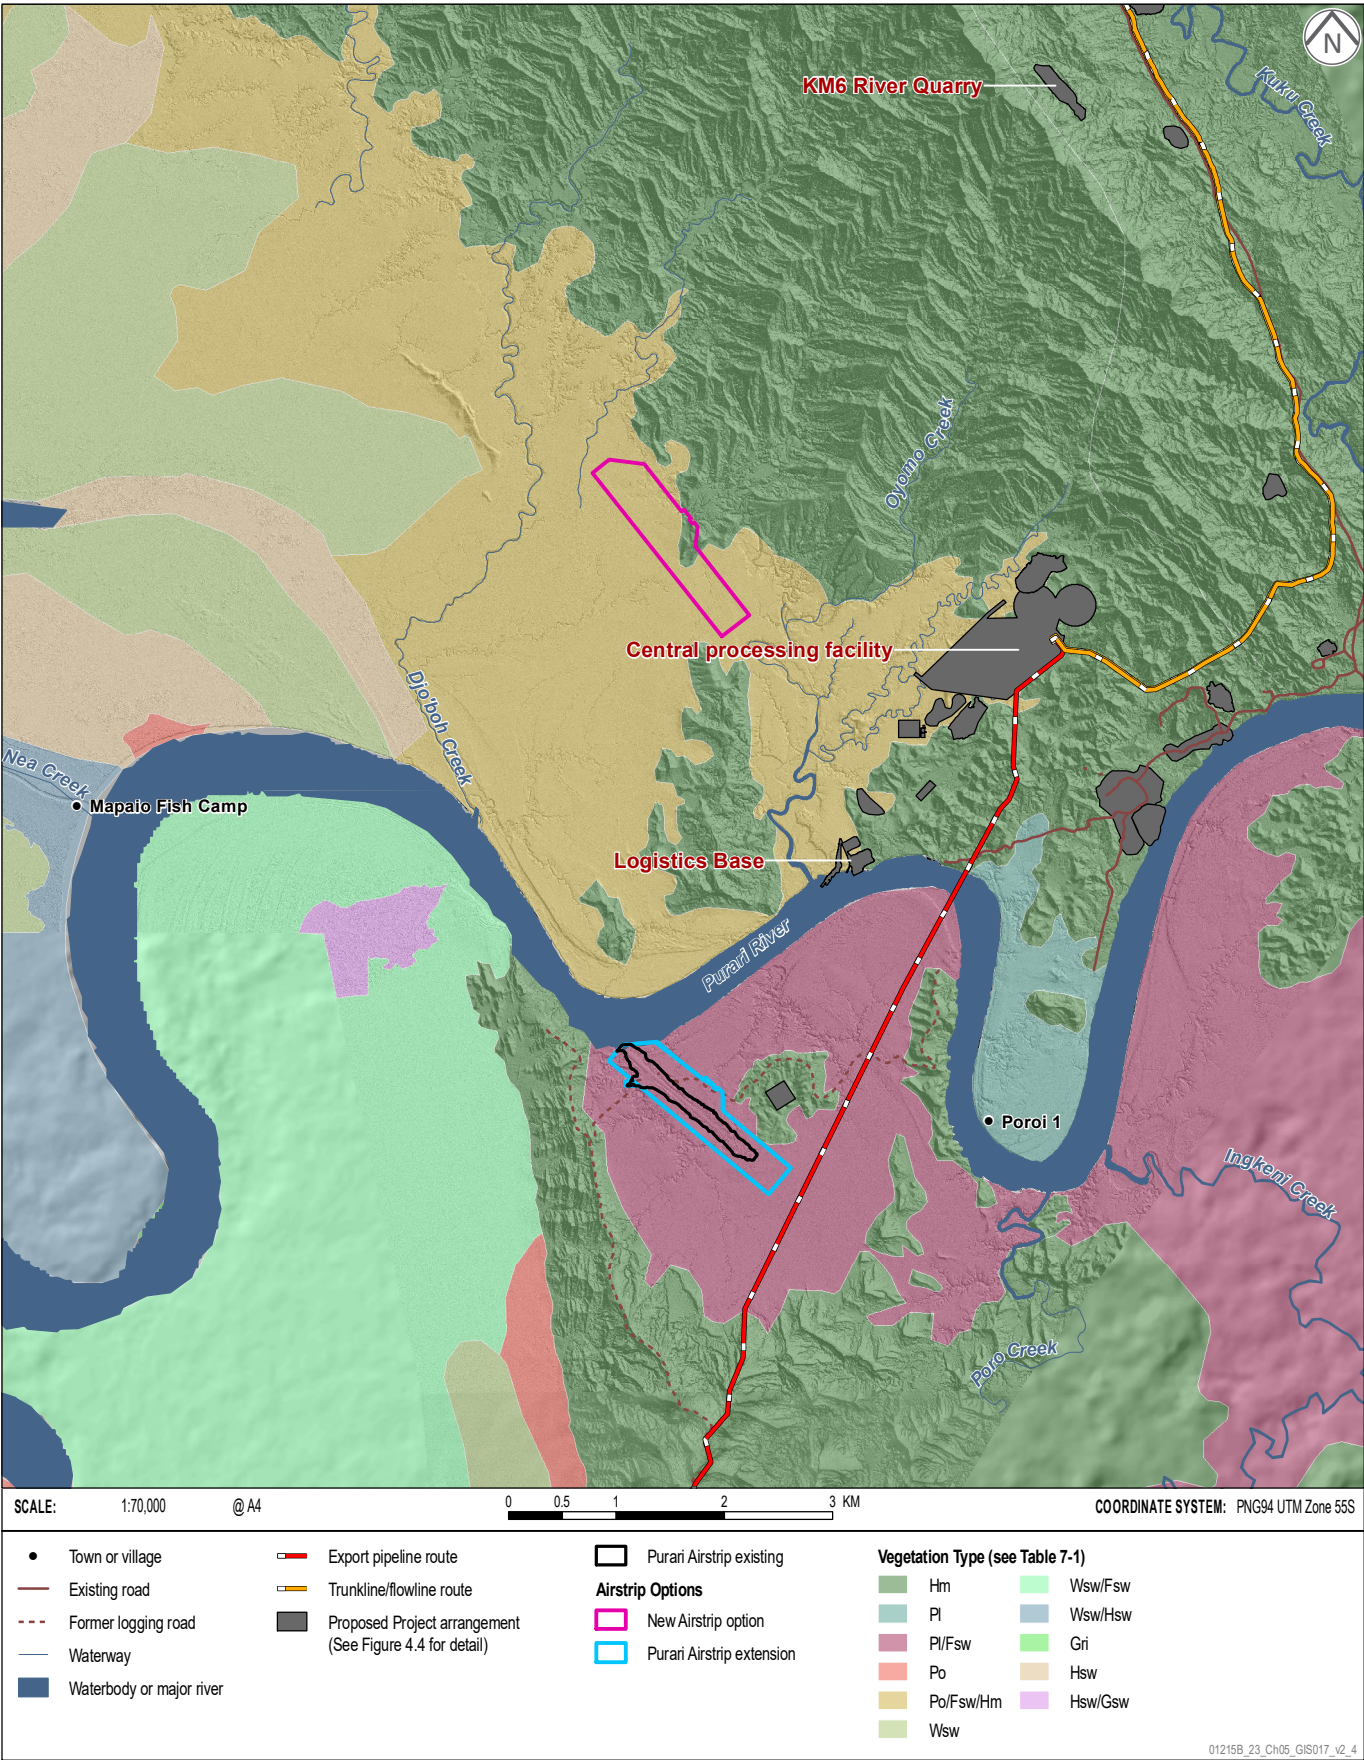 N
KM6 River Quarry
Kuku Creek
Oyomo Creek
Central processing facility
Djo'boh Creek
Nea Creek
Mapaio Fish Camp
Logistics Base
Purari River
Poroi 1
Ingkeni Creek
Poro Creek
SCALE: 1:70,000 @ A4
0 0.5 1 2 3 KM
COORDINATE SYSTEM: PNG94 UTM Zone 55S
Town or village
Existing road
Former logging road
Waterway
Waterbody or major river
Export pipeline route
Trunkline/flowline route
Proposed Project arrangement
(See Figure 4.4 for detail)
Purari Airstrip existing
Airstrip Options
New Airstrip option
Purari Airstrip extension
Vegetation Type (see Table 7-1)
Hm
Pl
Pl/Fsw
Po
Po/Fsw/Hm
Wsw
Wsw/Fsw
Wsw/Hsw
Gri
Hsw
Hsw/Gsw
01215B_23_Ch05_GIS017_v2_4